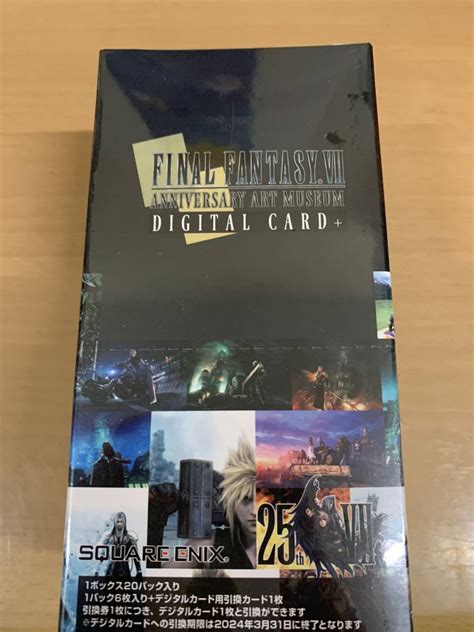 FINAL FANTASY. VII
ANNIVERSARY ART MUSEUM
DIGITAL CARD+
25th VII
SQUARE ENIX®
1ボックス20パック入り
1パック6枚入り+デジタルカード用引換カード1枚
引換券1枚につき、デジタルカード1枚と引換ができます
※デジタルカードへの引換期限は2024年3月31日に終了となります